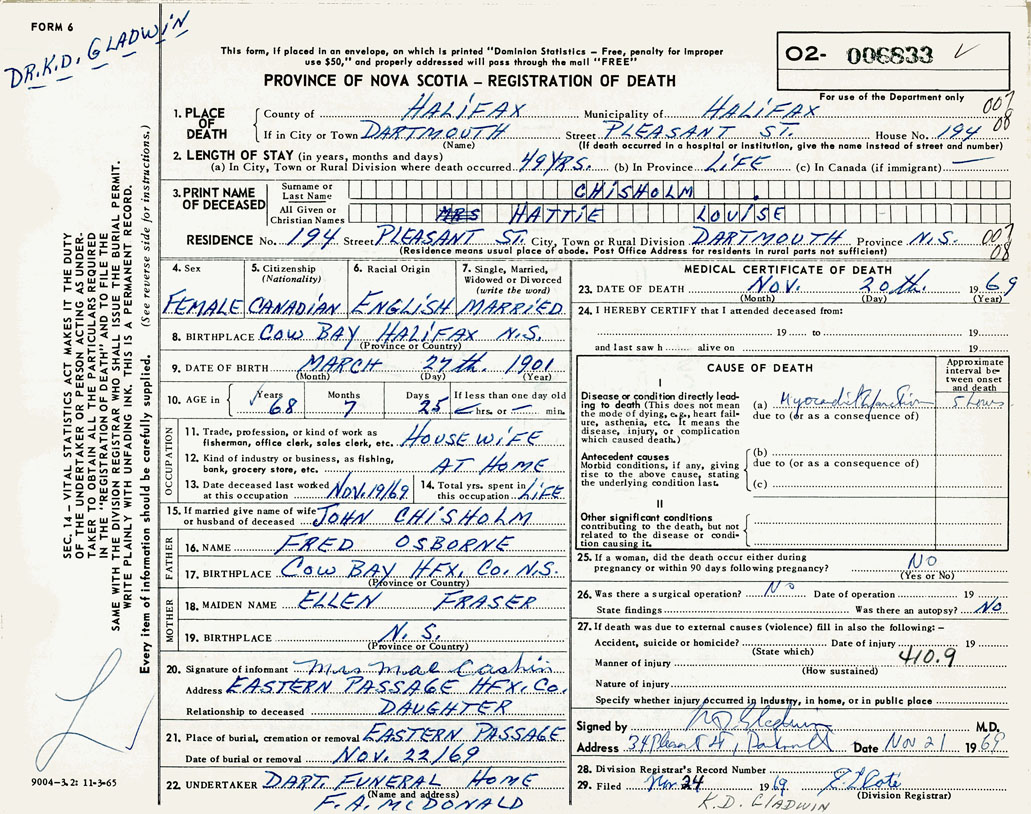 FORM 6
DR. K. D. GLADWIN
This form, if placed in an envelope, on which is printed "Dominion Statistics – Free, penalty for improper
use $50," and properly addressed will pass through the mail "FREE"
O2- 006833
PROVINCE OF NOVA SCOTIA – REGISTRATION OF DEATH
For use of the Department only
1. PLACE OF DEATH County of HALIFAX Municipality of HALIFAX 007 08
If in City or Town DARTMOUTH Street PLEASANT ST. House No. 194
(Name) (If death occurred in a hospital or institution, give the name instead of street and number)
2. LENGTH OF STAY (in years, months and days)
(a) In City, Town or Rural Division where death occurred 49 YRS. (b) In Province LIFE (c) In Canada (if immigrant) —
3. PRINT NAME OF DECEASED Surname or Last Name CHISHOLM
All Given or Christian Names MRS HATTIE LOUISE
RESIDENCE No. 194 Street PLEASANT ST. City, Town or Rural Division DARTMOUTH Province N.S. 007 08
(Residence means usual place of abode. Post Office Address for residents in rural parts not sufficient)
4. Sex FEMALE
5. Citizenship (Nationality) CANADIAN
6. Racial Origin ENGLISH
7. Single, Married, Widowed or Divorced (write the word) MARRIED
8. BIRTHPLACE COW BAY HALIFAX N.S.
(Province or Country)
9. DATE OF BIRTH MARCH 27th. 1901
(Month) (Day) (Year)
10. AGE in Years 68 Months 7 Days 25 If less than one day old — hrs. or — min.
OCCUPATION
11. Trade, profession, or kind of work as
fisherman, office clerk, sales clerk, etc. HOUSEWIFE
12. Kind of industry or business, as fishing,
bank, grocery store, etc. AT HOME
13. Date deceased last worked at this occupation NOV. 19/69
14. Total yrs. spent in this occupation LIFE
15. If married give name of wife
or husband of deceased JOHN CHISHOLM
FATHER
16. NAME FRED OSBORNE
17. BIRTHPLACE COW BAY HFX. CO. N.S.
(Province or Country)
MOTHER
18. MAIDEN NAME ELLEN FRASER
19. BIRTHPLACE N. S.
(Province or Country)
20. Signature of informant Mrs Mae Cashin
Address EASTERN PASSAGE HFX. CO.
Relationship to deceased DAUGHTER
21. Place of burial, cremation or removal EASTERN PASSAGE
Date of burial or removal NOV. 22/69
22. UNDERTAKER DART. FUNERAL HOME
(Name and address)
F. A. McDONALD
MEDICAL CERTIFICATE OF DEATH
23. DATE OF DEATH NOV. 20th. 1969
(Month) (Day) (Year)
24. I HEREBY CERTIFY that I attended deceased from:
19 to 19
and last saw h alive on 19
CAUSE OF DEATH
Approximate interval between onset and death
I
Disease or condition directly leading to death (This does not mean the mode of dying, e.g., heart failure, asthenia, etc. It means the disease, injury, or complication which caused death.)
(a) 5 hours
due to (or as a consequence of)
Antecedent causes
Morbid conditions, if any, giving rise to the above cause, stating the underlying condition last.
(b)
due to (or as a consequence of)
(c)
II
Other significant conditions
contributing to the death, but not related to the disease or condition causing it.
25. If a woman, did the death occur either during
pregnancy or within 90 days following pregnancy? NO
(Yes or No)
26. Was there a surgical operation? NO Date of operation 19
State findings Was there an autopsy? NO
27. If death was due to external causes (violence) fill in also the following: –
Accident, suicide or homicide? Date of injury 19
(State which)
Manner of injury 410.9
(How sustained)
Nature of injury
Specify whether injury occurred in Industry, in home, or in public place
Signed by KD Gladwin M.D.
Address Date Nov 21 1969
28. Division Registrar's Record Number
29. Filed Nov. 24 1969
(Division Registrar)
K.D. GLADWIN
SEC. 14 – VITAL STATISTICS ACT MAKES IT THE DUTY
OF THE UNDERTAKER OR PERSON ACTING AS UNDER-
TAKER TO OBTAIN ALL THE PARTICULARS REQUIRED
IN THE "REGISTRATION OF DEATH" AND TO FILE THE
SAME WITH THE DIVISION REGISTRAR WHO SHALL ISSUE THE BURIAL PERMIT.
WRITE PLAINLY WITH UNFADING INK. THIS IS A PERMANENT RECORD.
Every item of information should be carefully supplied. (See reverse side for instructions.)
9004-3.2: 11-3-65